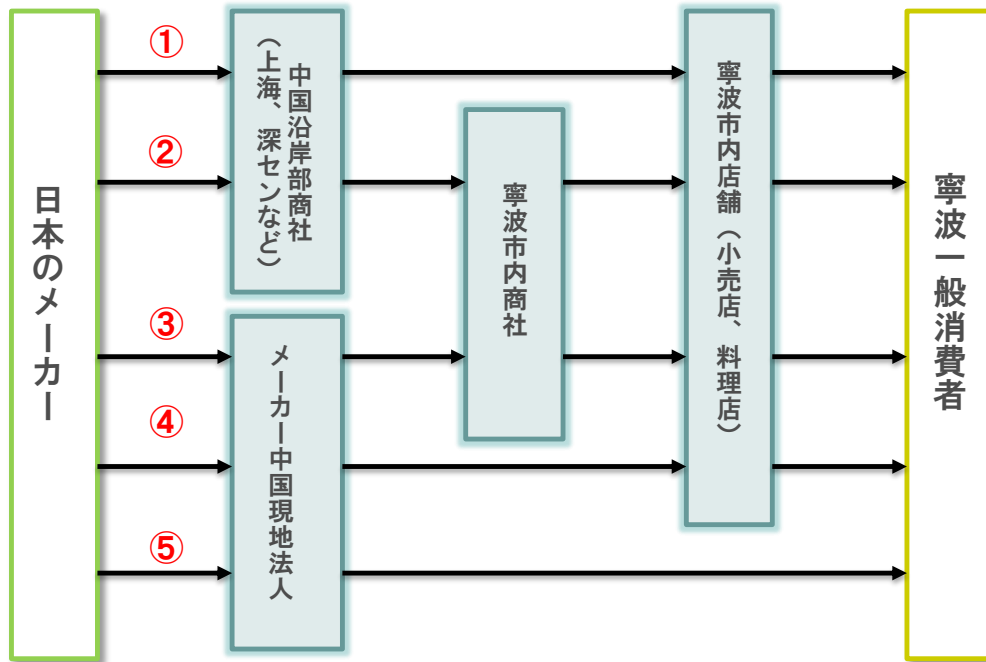 日本のメーカー
①
②
③
④
⑤
中国沿岸部商社
（上海、深センなど）
メーカー中国現地法人
寧波市内商社
寧波市内店舗（小売店、料理店）
寧波一般消費者